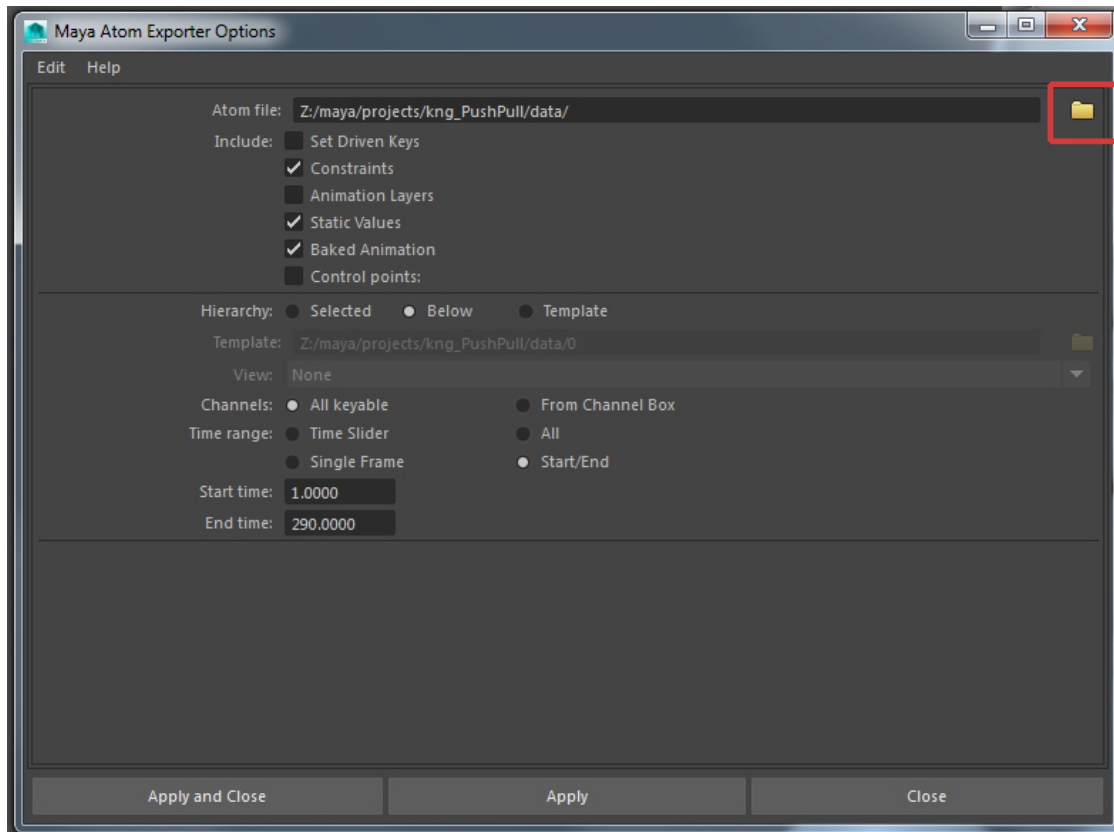 Maya Atom Exporter Options
Edit Help
Atom file: Z:/maya/projects/kng_PushPull/data/
Include: Set Driven Keys
Constraints
Animation Layers
Static Values
Baked Animation
Control points:
Hierarchy: Selected Below Template
Template: Z:/maya/projects/kng_PushPull/data/0
View: None
Channels: All keyable From Channel Box
Time range: Time Slider All
Single Frame Start/End
Start time: 1.0000
End time: 290.0000
Apply and Close Apply Close